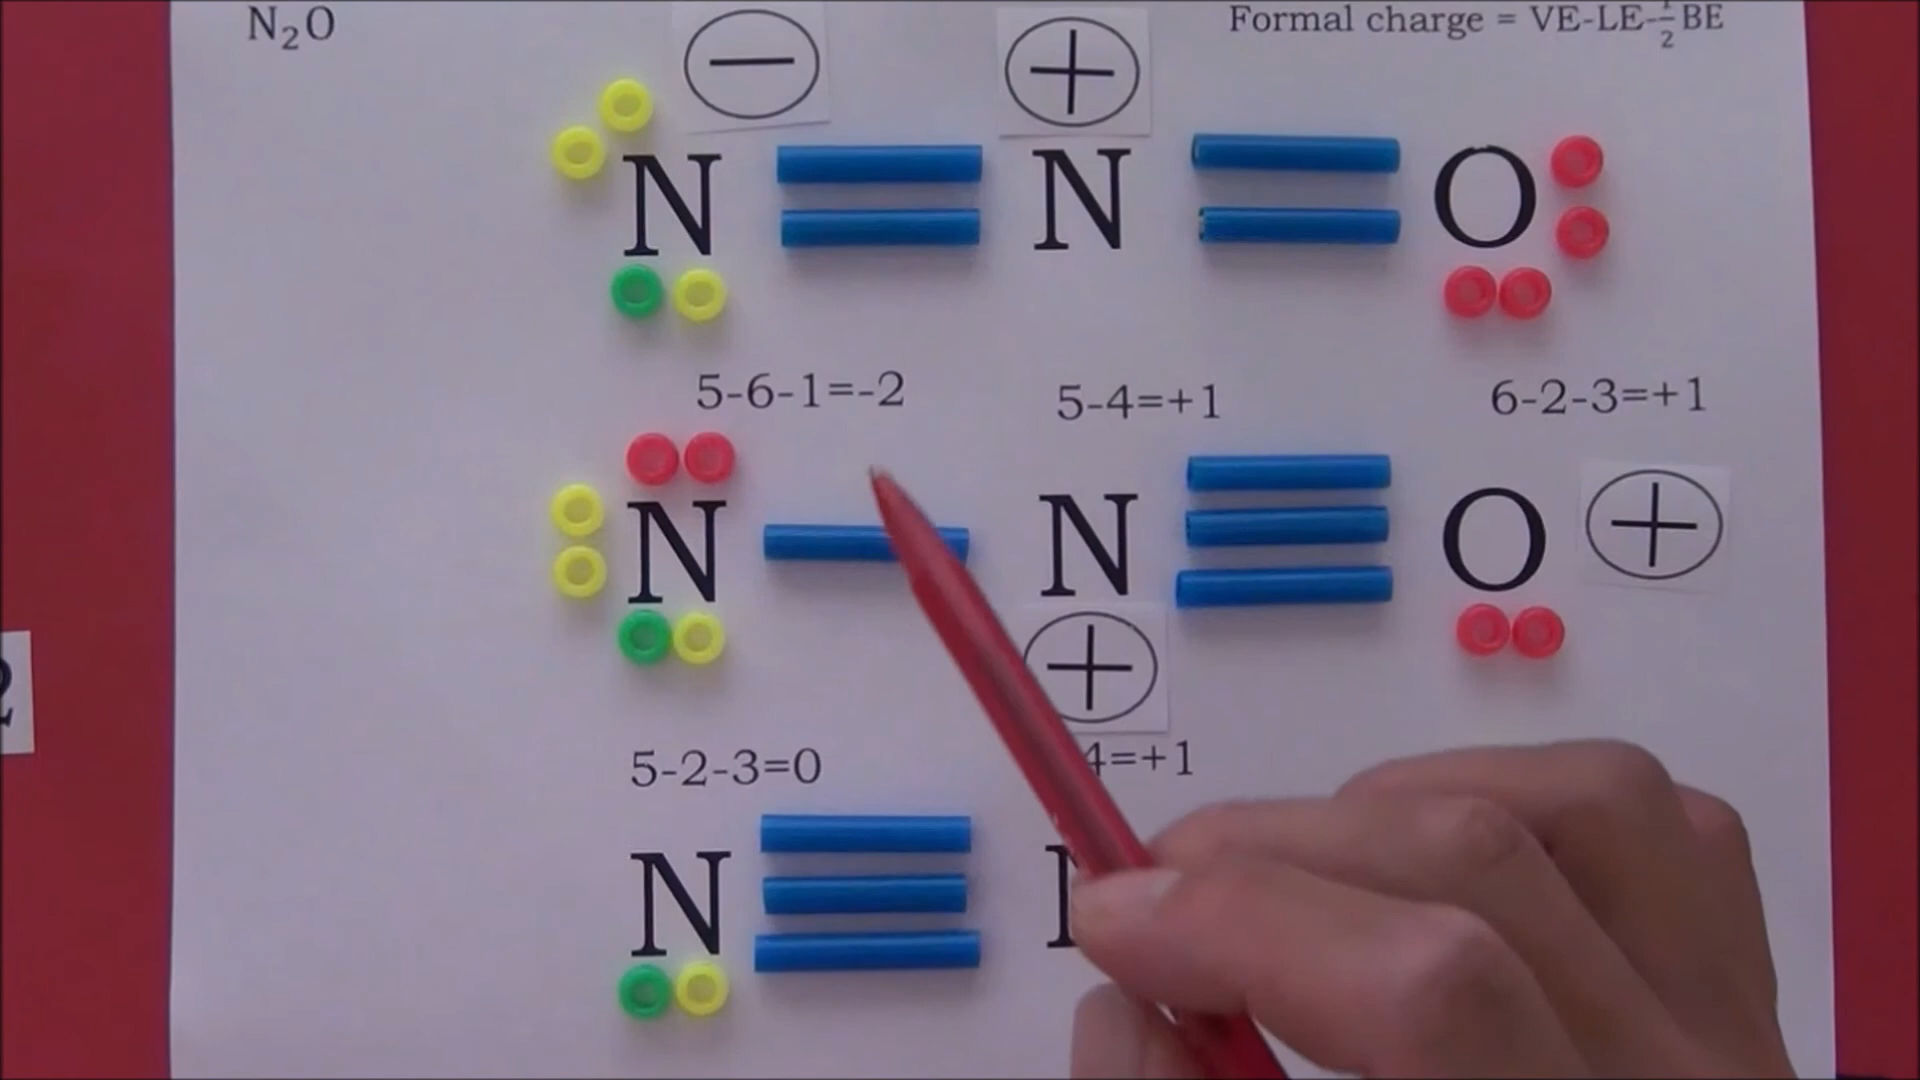 N₂O
Formal charge = VE-LE-½BE
− +
N N O
5-6-1=-2 5-4=+1 6-2-3=+1
N N O +
+
5-2-3=0 4=+1
N
2